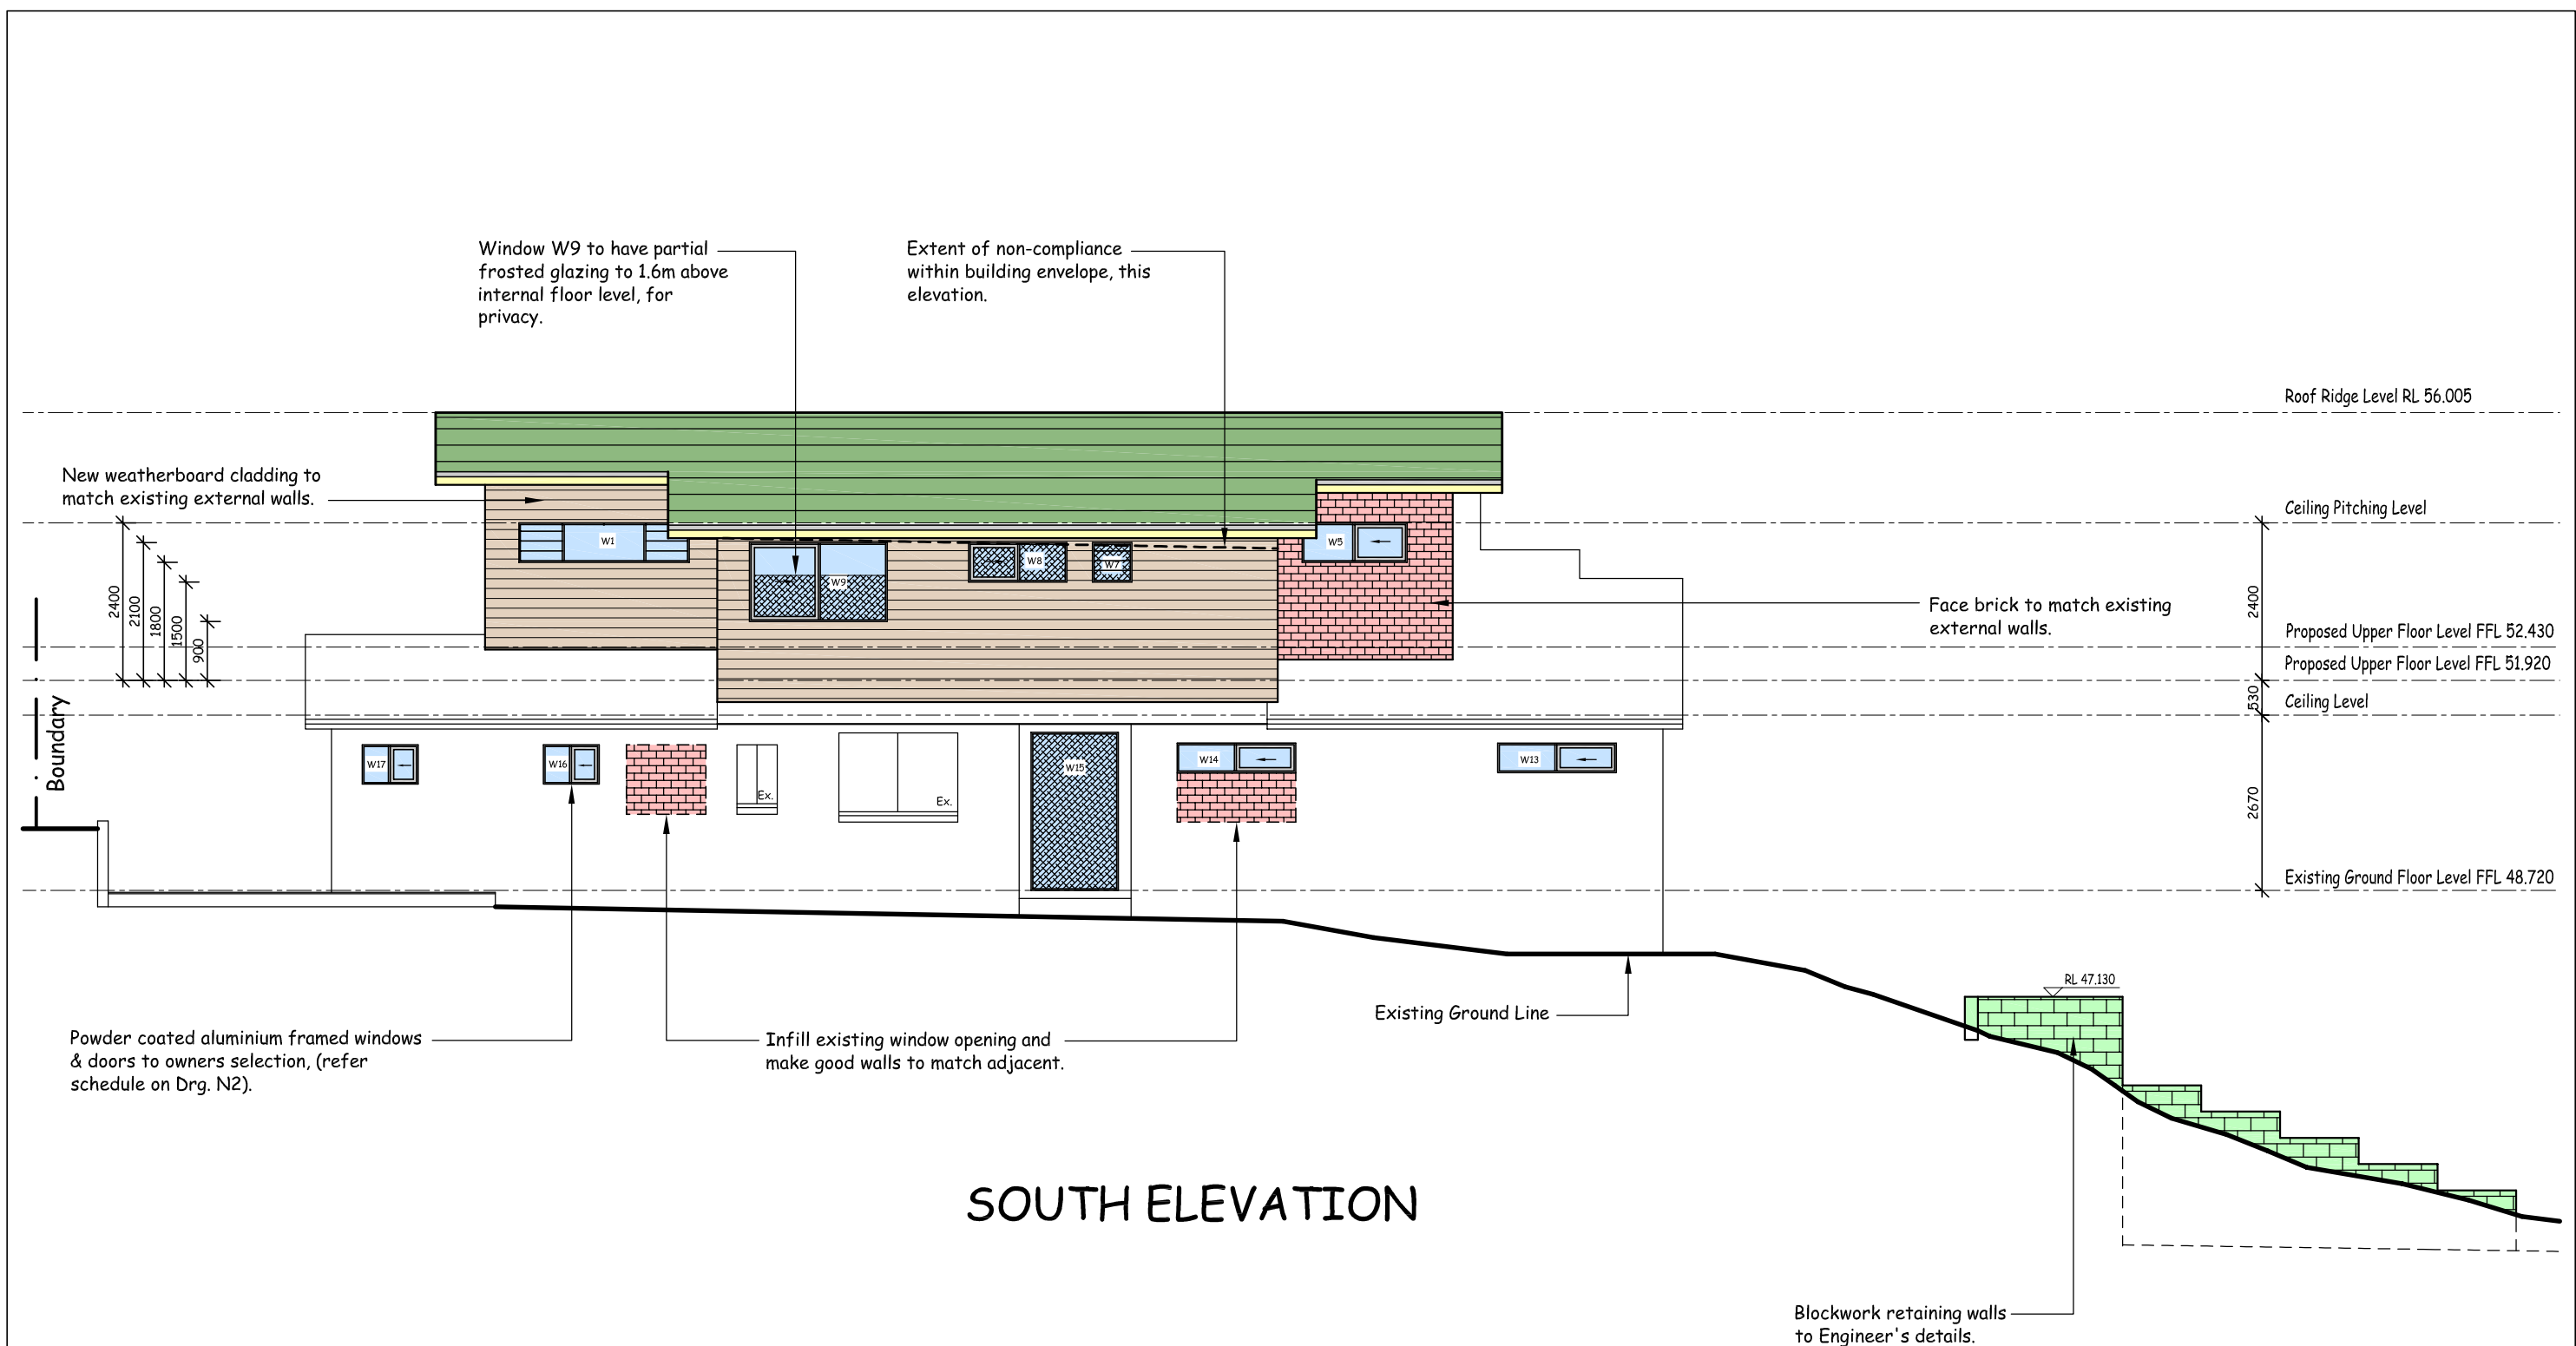 Window W9 to have partial
frosted glazing to 1.6m above
internal floor level, for
privacy.
Extent of non-compliance
within building envelope, this
elevation.
Roof Ridge Level RL 56.005
New weatherboard cladding to
match existing external walls.
Ceiling Pitching Level
W1
W9
W8
W7
W5
2400
2100
1800
1500
900
2400
Face brick to match existing
external walls.
Proposed Upper Floor Level FFL 52.430
Proposed Upper Floor Level FFL 51.920
530
Ceiling Level
Boundary
W17
W16
Ex.
Ex.
W15
W14
W13
2670
Existing Ground Floor Level FFL 48.720
RL 47.130
Existing Ground Line
Powder coated aluminium framed windows
& doors to owners selection, (refer
schedule on Drg. N2).
Infill existing window opening and
make good walls to match adjacent.
SOUTH ELEVATION
Blockwork retaining walls
to Engineer's details.